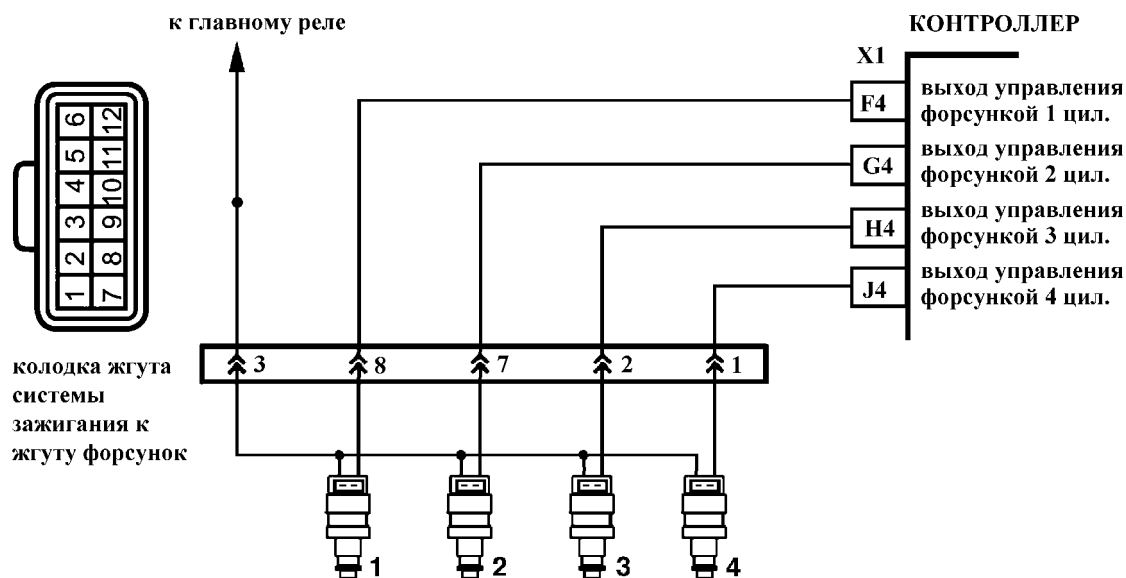 к главному реле
КОНТРОЛЛЕР
X1
F4
выход управления
форсункой 1 цил.
G4
выход управления
форсункой 2 цил.
H4
выход управления
форсункой 3 цил.
J4
выход управления
форсункой 4 цил.
6 12
5 11
4 10
3 9
2 8
1 7
колодка жгута
системы
зажигания к
жгуту форсунок
3 8 7 2 1
1 2 3 4